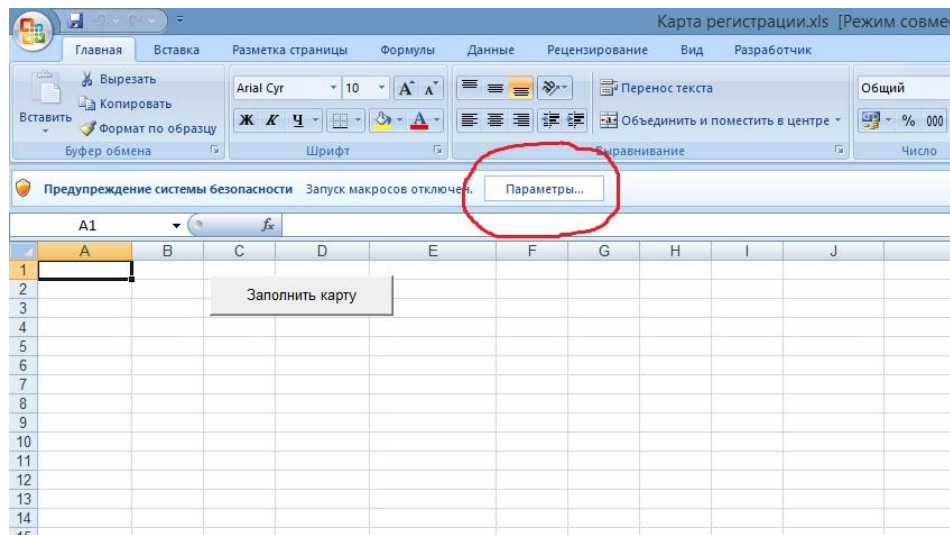 Карта регистрации.xls [Режим совме
Главная Вставка Разметка страницы Формулы Данные Рецензирование Вид Разработчик
Вставить
Вырезать
Копировать
Формат по образцу
Буфер обмена
Arial Cyr 10
Ж К Ч
Шрифт
Перенос текста
Объединить и поместить в центре
Выравнивание
Общий
% 000
Число
Предупреждение системы безопасности Запуск макросов отключен. Параметры...
A1 fx
A B C D E F G H I J
1
2
3
4
5
6
7
8
9
10
11
12
13
14
15
Заполнить карту